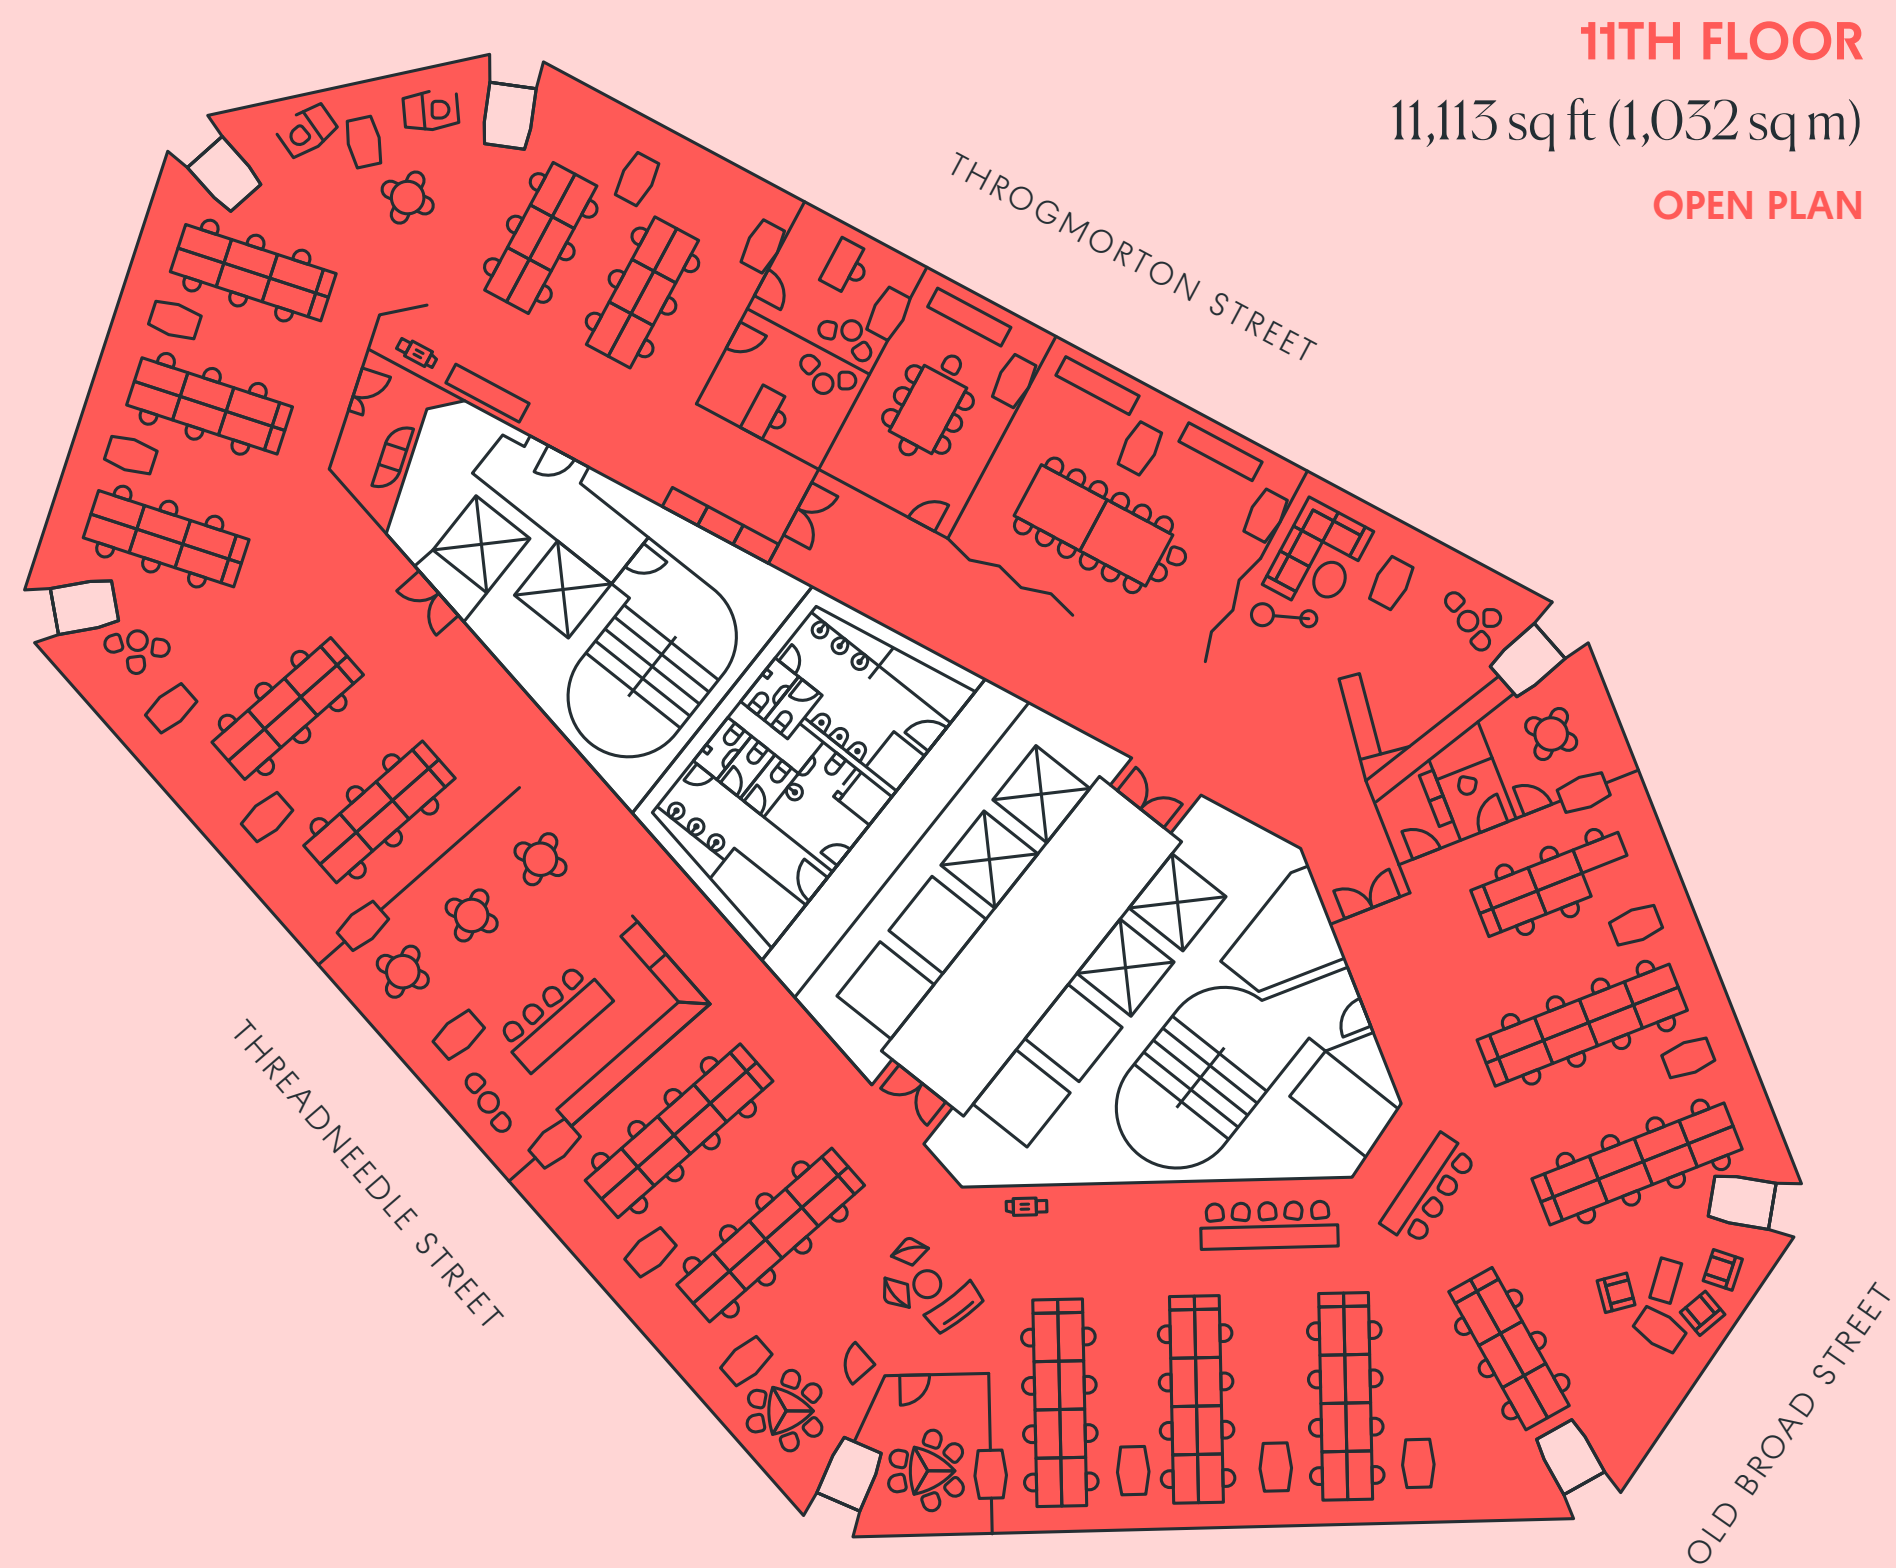 11TH FLOOR
11,113 sq ft (1,032 sq m)
OPEN PLAN
THROGMORTON STREET
THREADNEEDLE STREET
OLD BROAD STREET